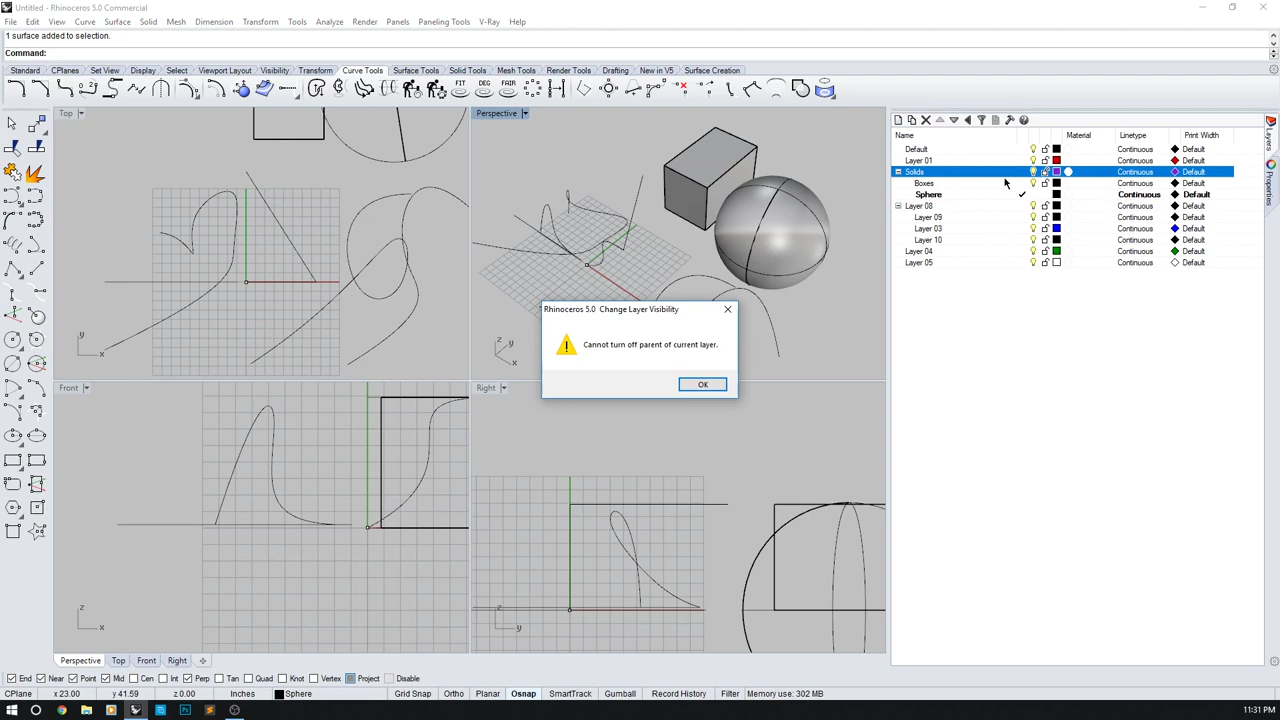 Untitled - Rhinoceros 5.0 Commercial
File Edit View Curve Surface Solid Mesh Dimension Transform Tools Analyze Render Panels Paneling Tools V-Ray Help
1 surface added to selection.
Command:
Standard CPlanes Set View Display Select Viewport Layout Visibility Transform Curve Tools Surface Tools Solid Tools Mesh Tools Render Tools Drafting New in V5 Surface Creation
FIT DEG FAIR
Top
Perspective
Name Material Linetype Print Width
Default Continuous Default
Layer 01 Continuous Default
Solids Continuous Default
Boxes Continuous Default
Sphere Continuous Default
Layer 08 Continuous Default
Layer 09 Continuous Default
Layer 03 Continuous Default
Layer 10 Continuous Default
Layer 04 Continuous Default
Layer 05 Continuous Default
Layers
Properties
Rhinoceros 5.0 Change Layer Visibility
Cannot turn off parent of current layer.
OK
y
x
z
y
x
Front
Right
z
x
z
y
Perspective Top Front Right
End Near Point Mid Cen Int Perp Tan Quad Knot Vertex Project Disable
CPlane x 23.00 y 41.59 z 0.00 Inches Sphere Grid Snap Ortho Planar Osnap SmartTrack Gumball Record History Filter Memory use: 302 MB
11:31 PM